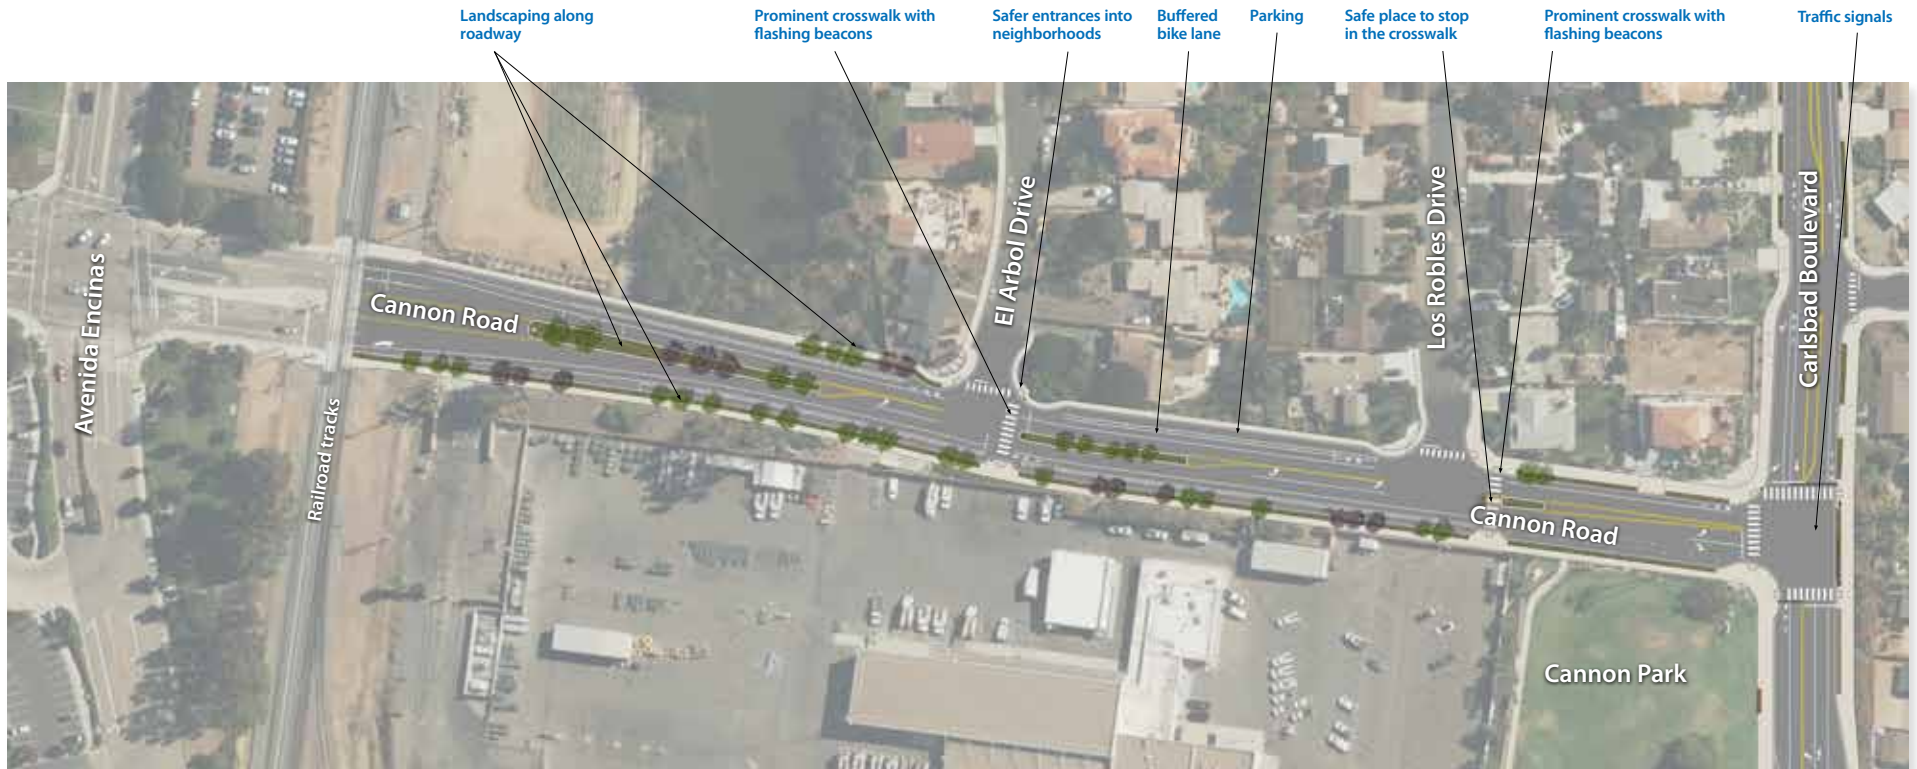 Landscaping along
roadway
Prominent crosswalk with
flashing beacons
Safer entrances into
neighborhoods
Buffered
bike lane
Parking
Safe place to stop
in the crosswalk
Prominent crosswalk with
flashing beacons
Traffic signals
Avenida Encinas
Railroad tracks
Cannon Road
El Arbol Drive
Los Robles Drive
Carlsbad Boulevard
Cannon Road
Cannon Park